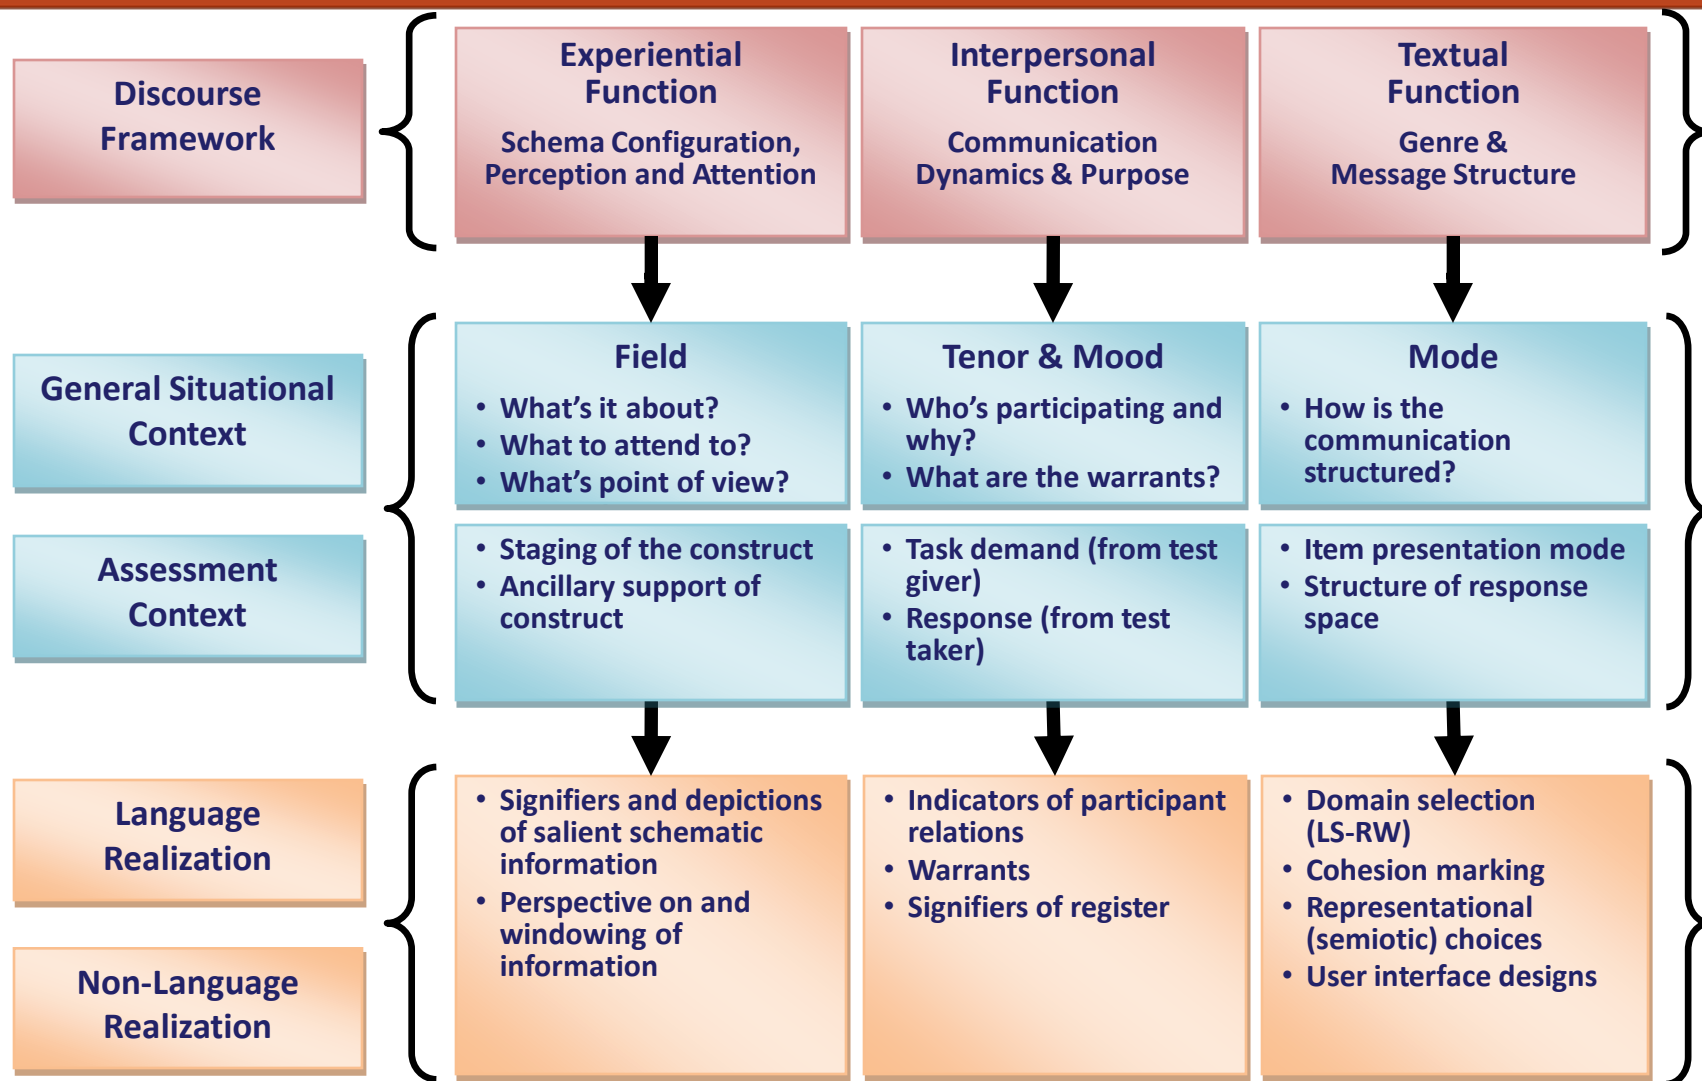 Discourse
Framework
Experiential
Function
Schema Configuration,
Perception and Attention
Interpersonal
Function
Communication
Dynamics & Purpose
Textual
Function
Genre &
Message Structure
General Situational
Context
Field
• What's it about?
• What to attend to?
• What's point of view?
Tenor & Mood
• Who's participating and
why?
• What are the warrants?
Mode
• How is the
communication
structured?
Assessment
Context
• Staging of the construct
• Ancillary support of
construct
• Task demand (from test
giver)
• Response (from test
taker)
• Item presentation mode
• Structure of response
space
Language
Realization
Non-Language
Realization
• Signifiers and depictions
of salient schematic
information
• Perspective on and
windowing of
information
• Indicators of participant
relations
• Warrants
• Signifiers of register
• Domain selection
(LS-RW)
• Cohesion marking
• Representational
(semiotic) choices
• User interface designs